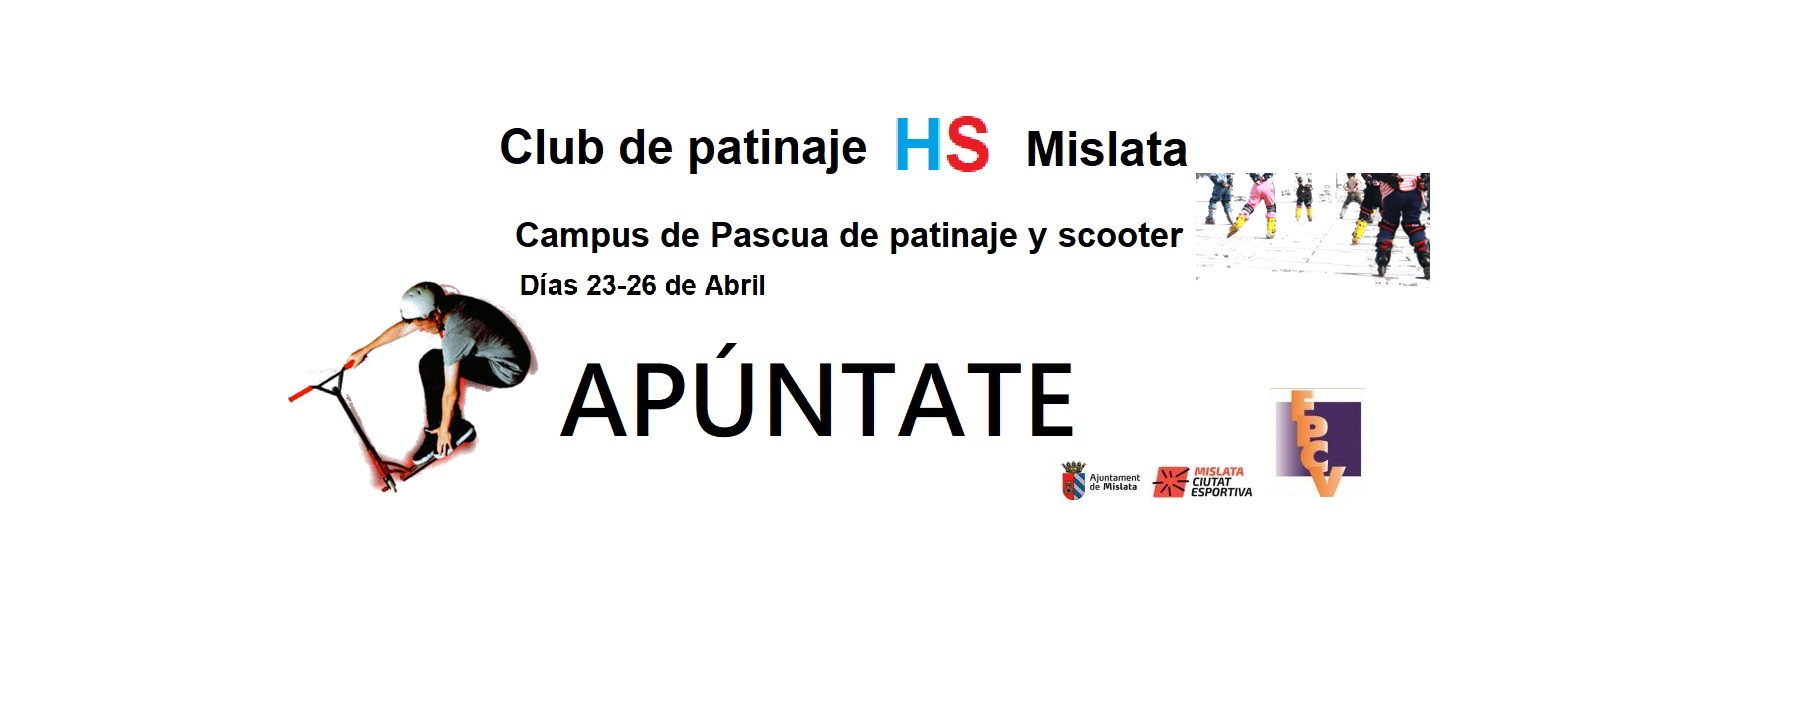 Club de patinaje HS Mislata
Campus de Pascua de patinaje y scooter
Días 23-26 de Abril
APÚNTATE
Ajuntament
de Mislata
MISLATA
CIUTAT
ESPORTIVA
FPCV